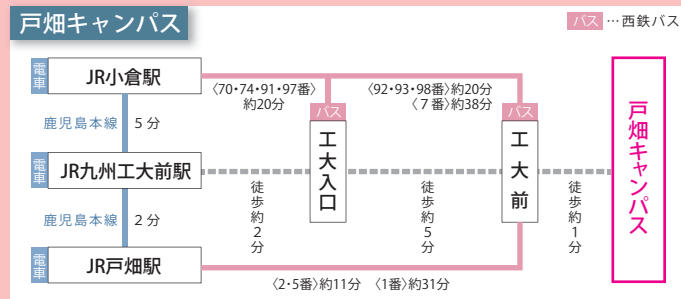 戸畑キャンパス
バス…西鉄バス
電車
JR小倉駅
〈70・74・91・97番〉
約20分
〈92・93・98番〉約20分
〈7番〉約38分
鹿児島本線
5分
バス
工大入口
バス
工大前
戸畑キャンパス
電車
JR九州工大前駅
徒歩約2分
徒歩約5分
徒歩約1分
鹿児島本線
2分
電車
JR戸畑駅
〈2・5番〉約11分 〈1番〉約31分